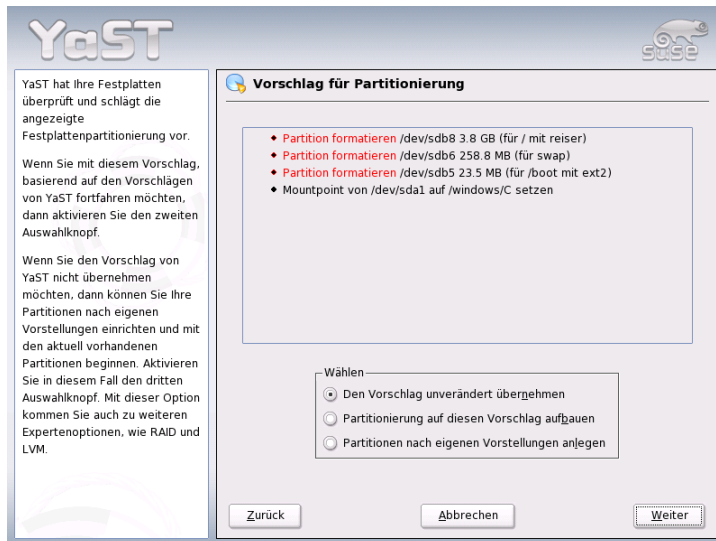 YaST
SUSE
YaST hat Ihre Festplatten
überprüft und schlägt die
angezeigte
Festplattenpartitionierung vor.
Wenn Sie mit diesem Vorschlag,
basierend auf den Vorschlägen
von YaST fortfahren möchten,
dann aktivieren Sie den zweiten
Auswahlknopf.
Wenn Sie den Vorschlag von
YaST nicht übernehmen
möchten, dann können Sie Ihre
Partitionen nach eigenen
Vorstellungen einrichten und mit
den aktuell vorhandenen
Partitionen beginnen. Aktivieren
Sie in diesem Fall den dritten
Auswahlknopf. Mit dieser Option
kommen Sie auch zu weiteren
Expertenoptionen, wie RAID und
LVM.
Vorschlag für Partitionierung
Partition formatieren /dev/sdb8 3.8 GB (für / mit reiser)
Partition formatieren /dev/sdb6 258.8 MB (für swap)
Partition formatieren /dev/sdb5 23.5 MB (für /boot mit ext2)
Mountpoint von /dev/sda1 auf /windows/C setzen
Wählen
Den Vorschlag unverändert übernehmen
Partitionierung auf diesen Vorschlag aufbauen
Partitionen nach eigenen Vorstellungen anlegen
Zurück
Abbrechen
Weiter